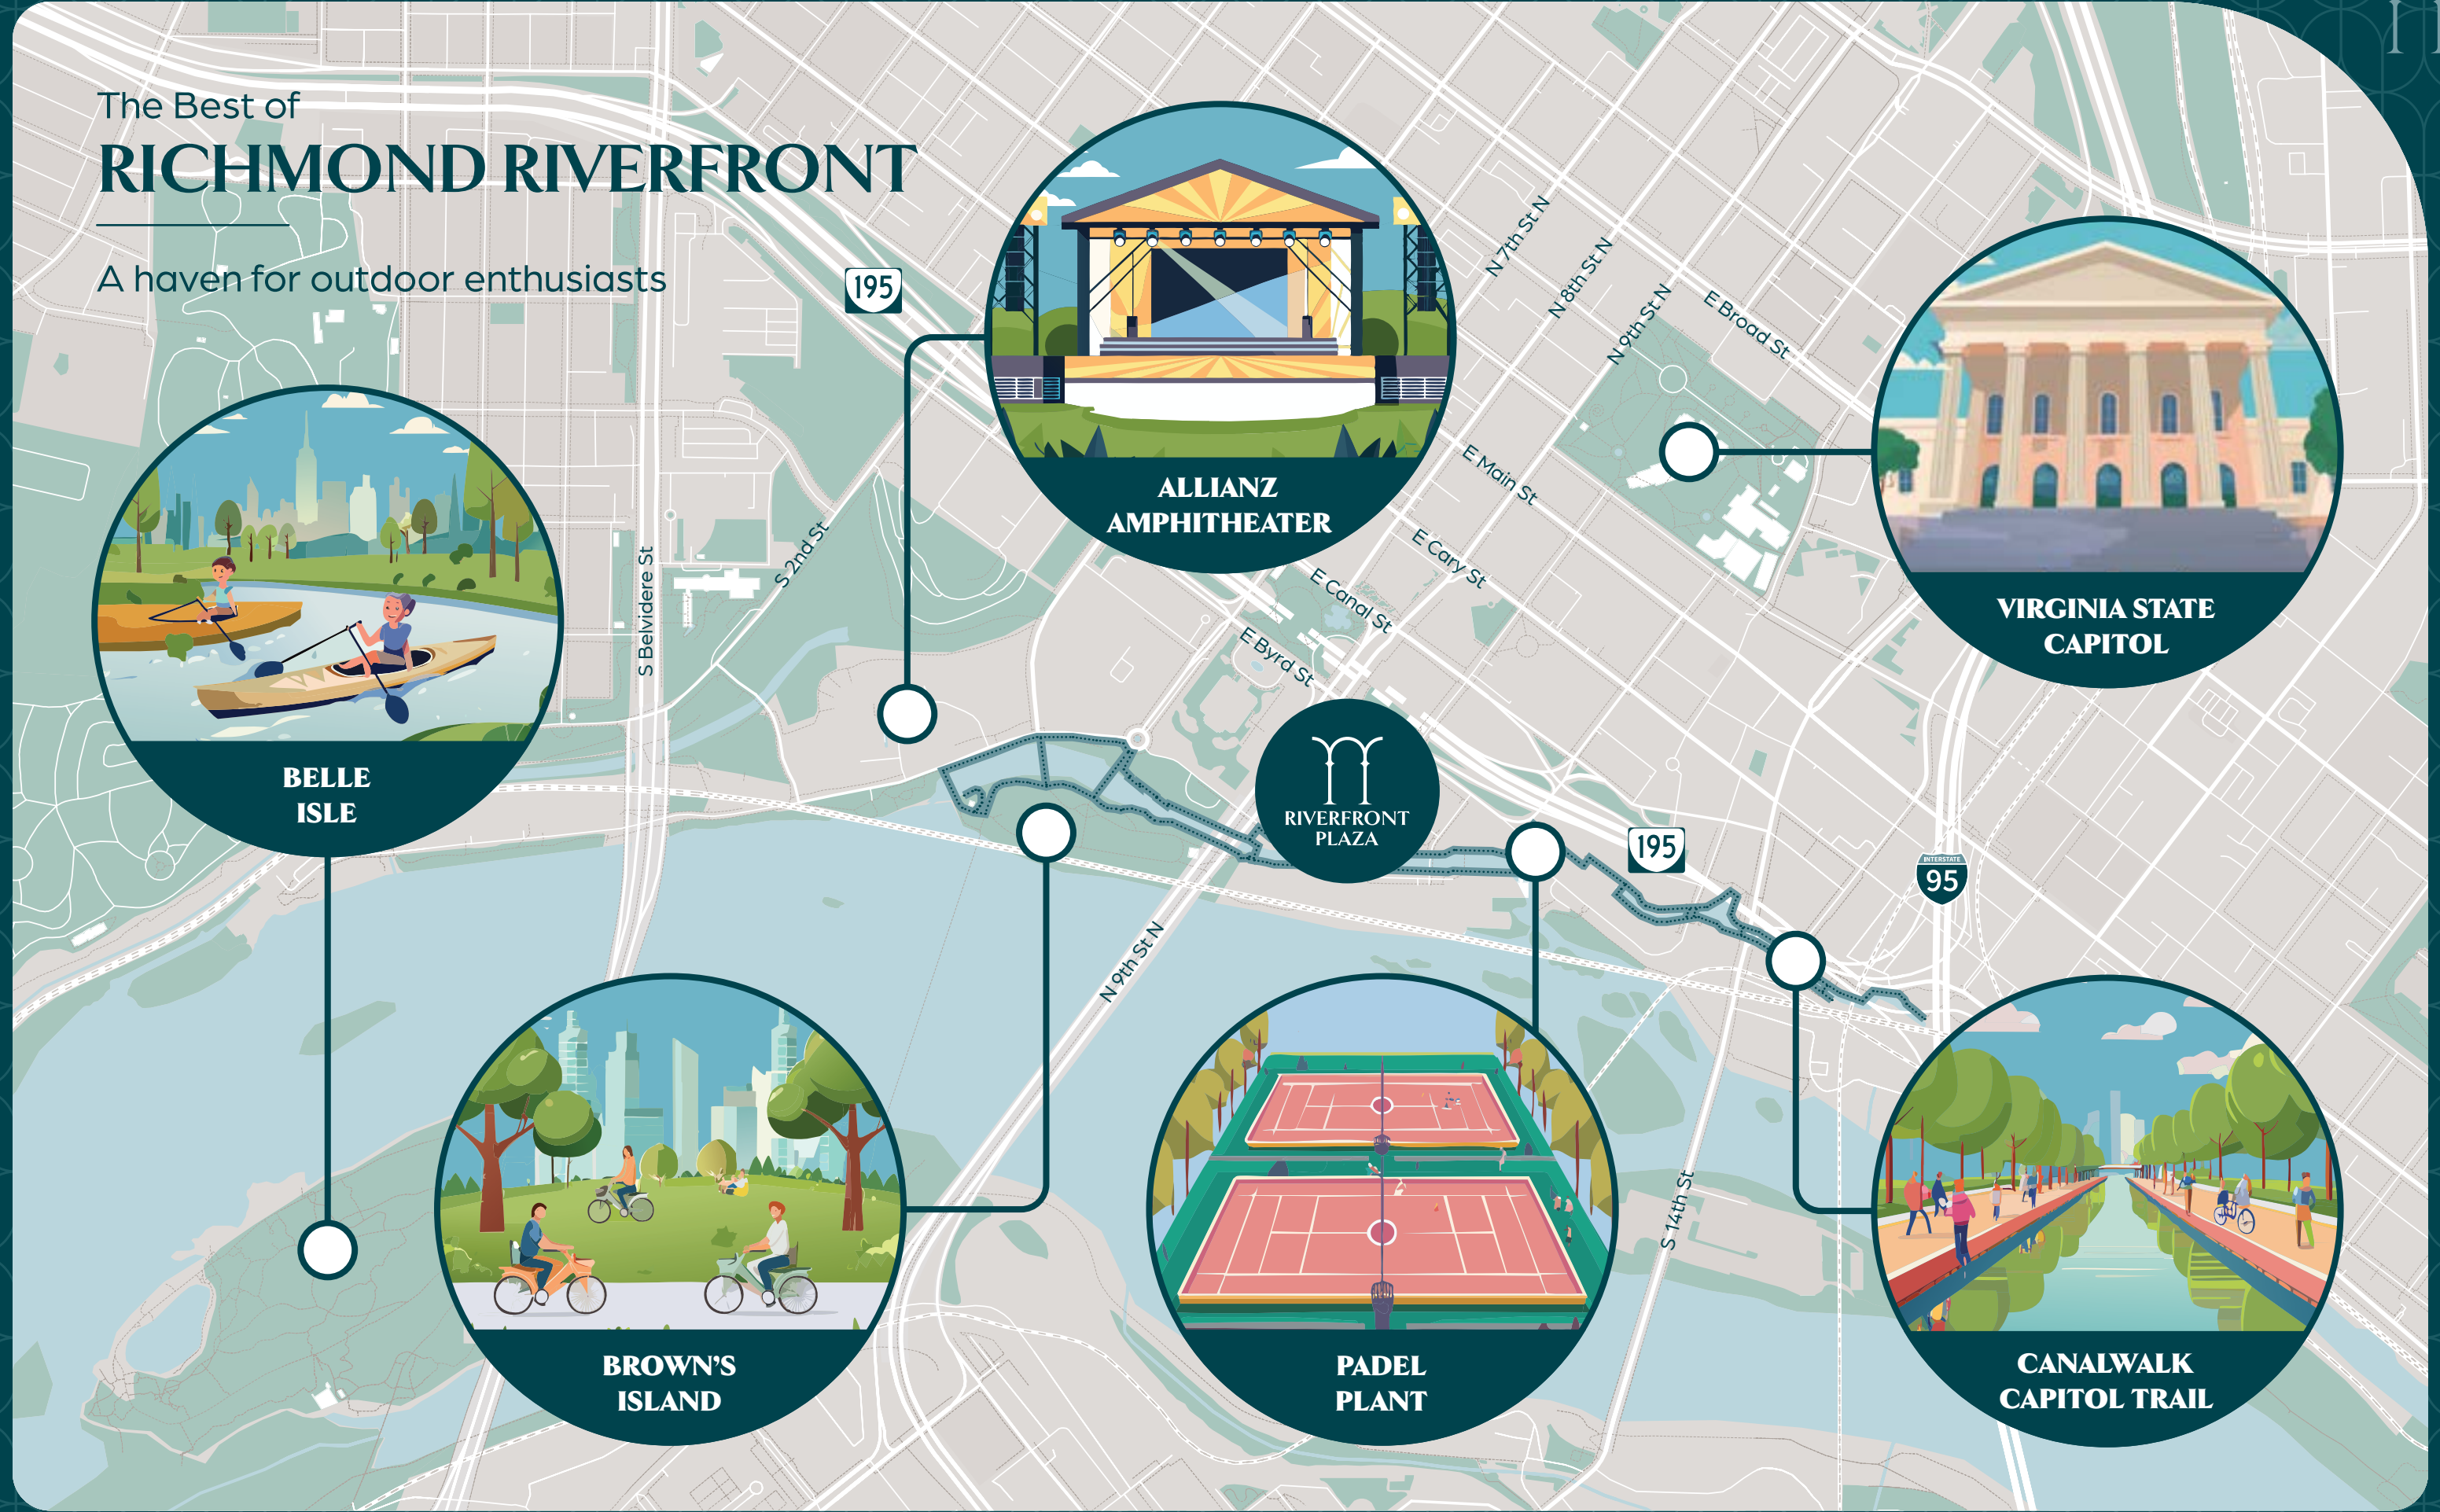 The Best of
RICHMOND RIVERFRONT
A haven for outdoor enthusiasts
195
N 7th St N
N 8th St N
N 9th St N
E Broad St
ALLIANZ
AMPHITHEATER
E Main St
E Cary St
E Canal St
E Byrd St
S 2nd St
S Belvidere St
VIRGINIA STATE
CAPITOL
BELLE
ISLE
RIVERFRONT
PLAZA
195
INTERSTATE
95
N 9th St N
S 14th St
BROWN'S
ISLAND
PADEL
PLANT
CANALWALK
CAPITOL TRAIL